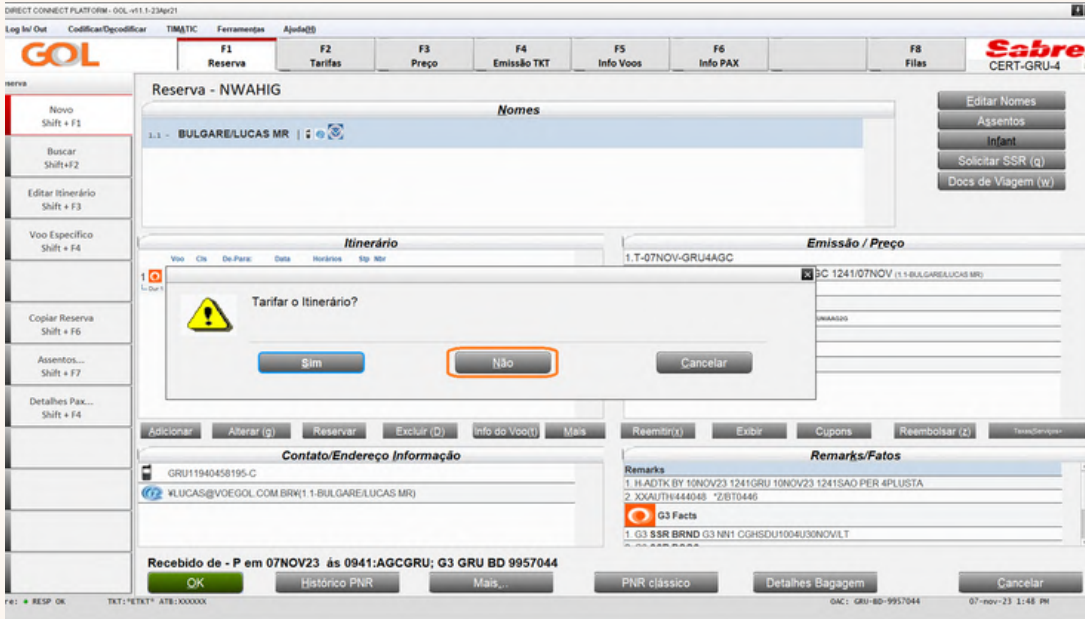 DIRECT CONNECT PLATFORM - GOL -v11.1-23Apr21
Log In/ Out Codificar/Decodificar TIMATIC Ferramentas Ajuda(H)
GOL
F1 Reserva
F2 Tarifas
F3 Preço
F4 Emissão TKT
F5 Info Voos
F6 Info PAX
F8 Filas
Sabre
CERT-GRU-4
Novo
Shift + F1
Buscar
Shift+F2
Editar Itinerário
Shift + F3
Voo Específico
Shift + F4
Copiar Reserva
Shift + F6
Assentos...
Shift + F7
Detalhes Pax...
Shift + F4
Reserva - NWAHIG
Nomes
1.1 - BULGARE/LUCAS MR
Editar Nomes
Assentos
Infant
Solicitar SSR (q)
Docs de Viagem (w)
Itinerário
Voo Cls De-Para: Data Horários Stp Nbr
1
Emissão / Preço
1.T-07NOV-GRU4AGC
1241/07NOV (1.1-BULGARE/LUCAS MR)
Tarifar o Itinerário?
Sim Não Cancelar
Adicionar Alterar (g) Reservar Excluir (D) Info do Voo(t) Mais
Reemitir(x) Exibir Cupons Reembolsar (z)
Contato/Endereço Informação
GRU11940458195-C
¥LUCAS@VOEGOL.COM.BR¥(1.1-BULGARE/LUCAS MR)
Remarks/Fatos
Remarks
1. H-ADTK BY 10NOV23 1241GRU 10NOV23 1241SAO PER 4PLUSTA
2. XXAUTH/444048 *Z/BT0446
G3 Facts
1. G3 SSR BRND G3 NN1 CGHSDU1004U30NOV/LT
Recebido de - P em 07NOV23 ás 0941:AGCGRU; G3 GRU BD 9957044
OK Histórico PNR Mais,.. PNR clássico Detalhes Bagagem Cancelar
re: RESP OK TKT:*ETKT* ATB:XXXXXX OAC: GRU-BD-9957044 07-nov-23 1:48 PM